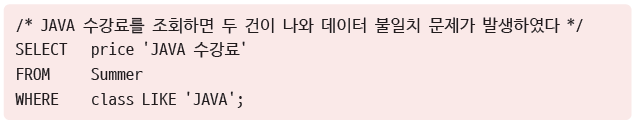 /* JAVA 수강료를 조회하면 두 건이 나와 데이터 불일치 문제가 발생하였다 */
SELECT price 'JAVA 수강료'
FROM Summer
WHERE class LIKE 'JAVA';